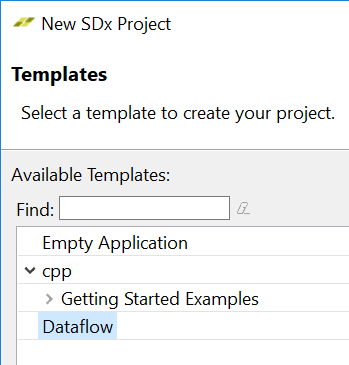 New SDx Project
Templates
Select a template to create your project.
Available Templates:
Find:
Empty Application
cpp
Getting Started Examples
Dataflow